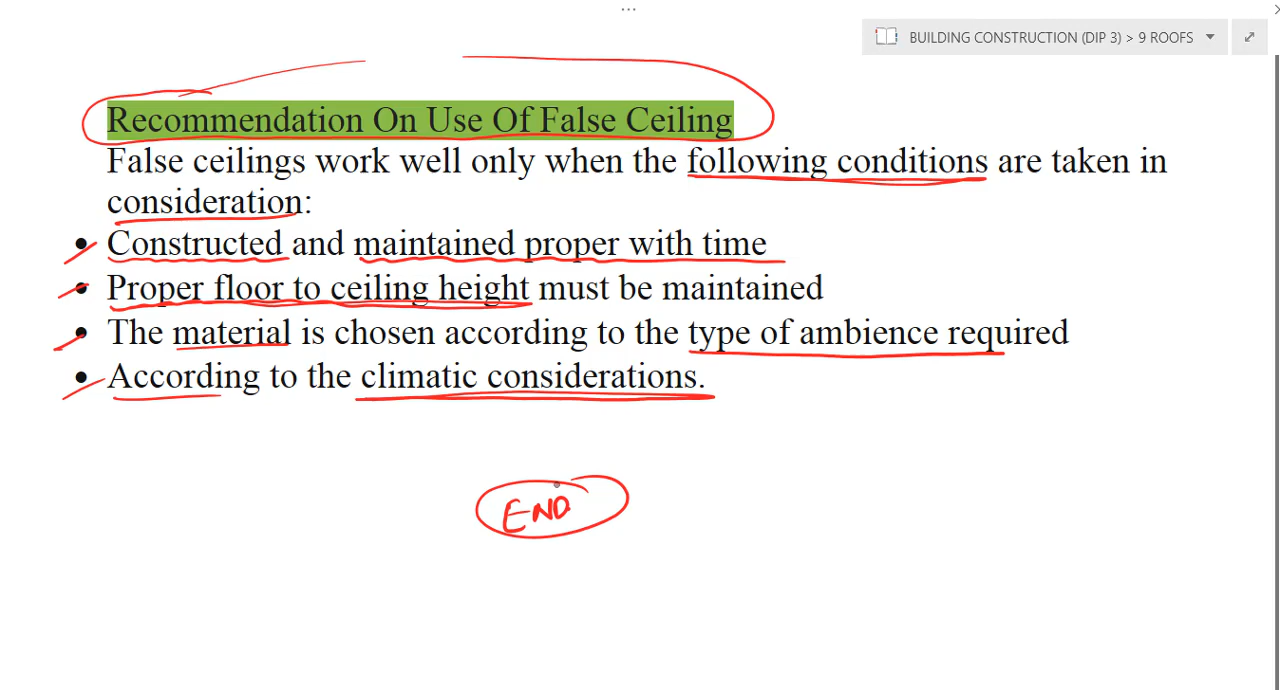 BUILDING CONSTRUCTION (DIP 3) > 9 ROOFS
Recommendation On Use Of False Ceiling
False ceilings work well only when the following conditions are taken in
consideration:
• Constructed and maintained proper with time
• Proper floor to ceiling height must be maintained
• The material is chosen according to the type of ambience required
• According to the climatic considerations.
END